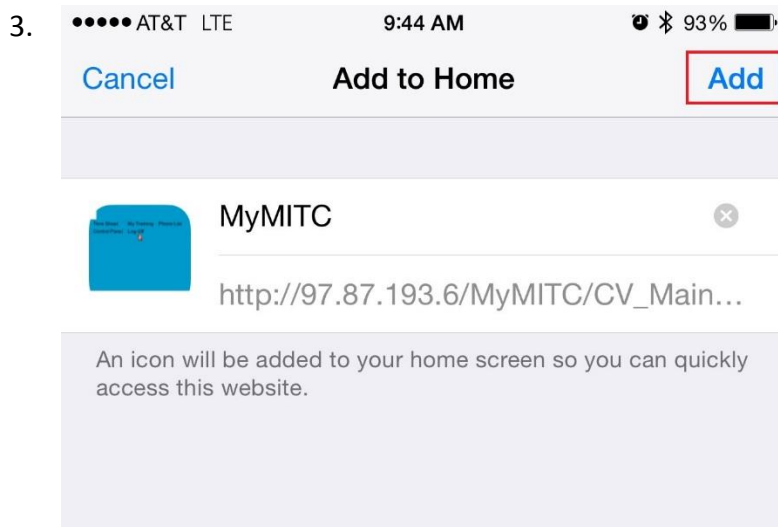 3.
●●●●● AT&T LTE 9:44 AM 93%
Cancel Add to Home Add
MyMITC
http://97.87.193.6/MyMITC/CV_Main...
An icon will be added to your home screen so you can quickly
access this website.